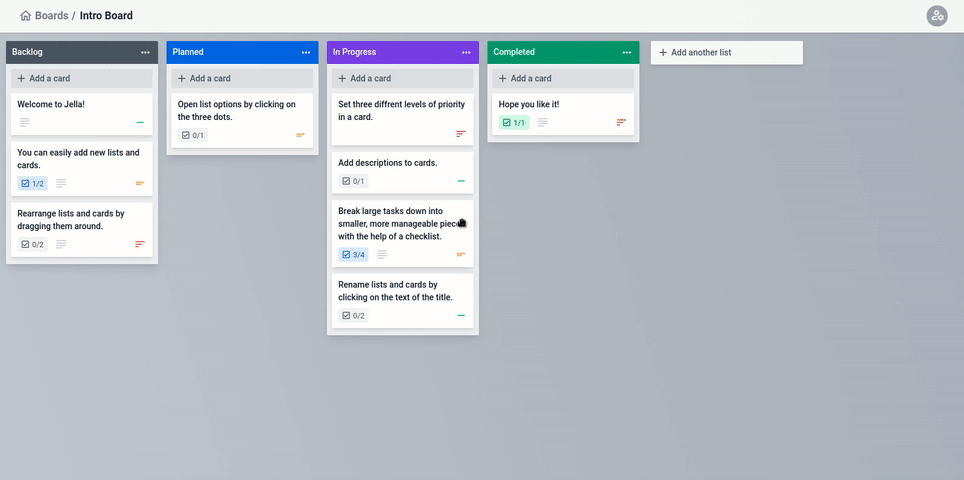 Boards / Intro Board
Backlog
Add a card
Welcome to Jella!
You can easily add new lists and
cards.
1/2
Rearrange lists and cards by
dragging them around.
0/2
Planned
Add a card
Open list options by clicking on
the three dots.
0/1
In Progress
Add a card
Set three diffrent levels of priority
in a card.
Add descriptions to cards.
0/1
Break large tasks down into
smaller, more manageable
with the help of a checklist.
3/4
Rename lists and cards by
clicking on the text of the title.
0/2
Completed
Add a card
Hope you like it!
1/1
Add another list